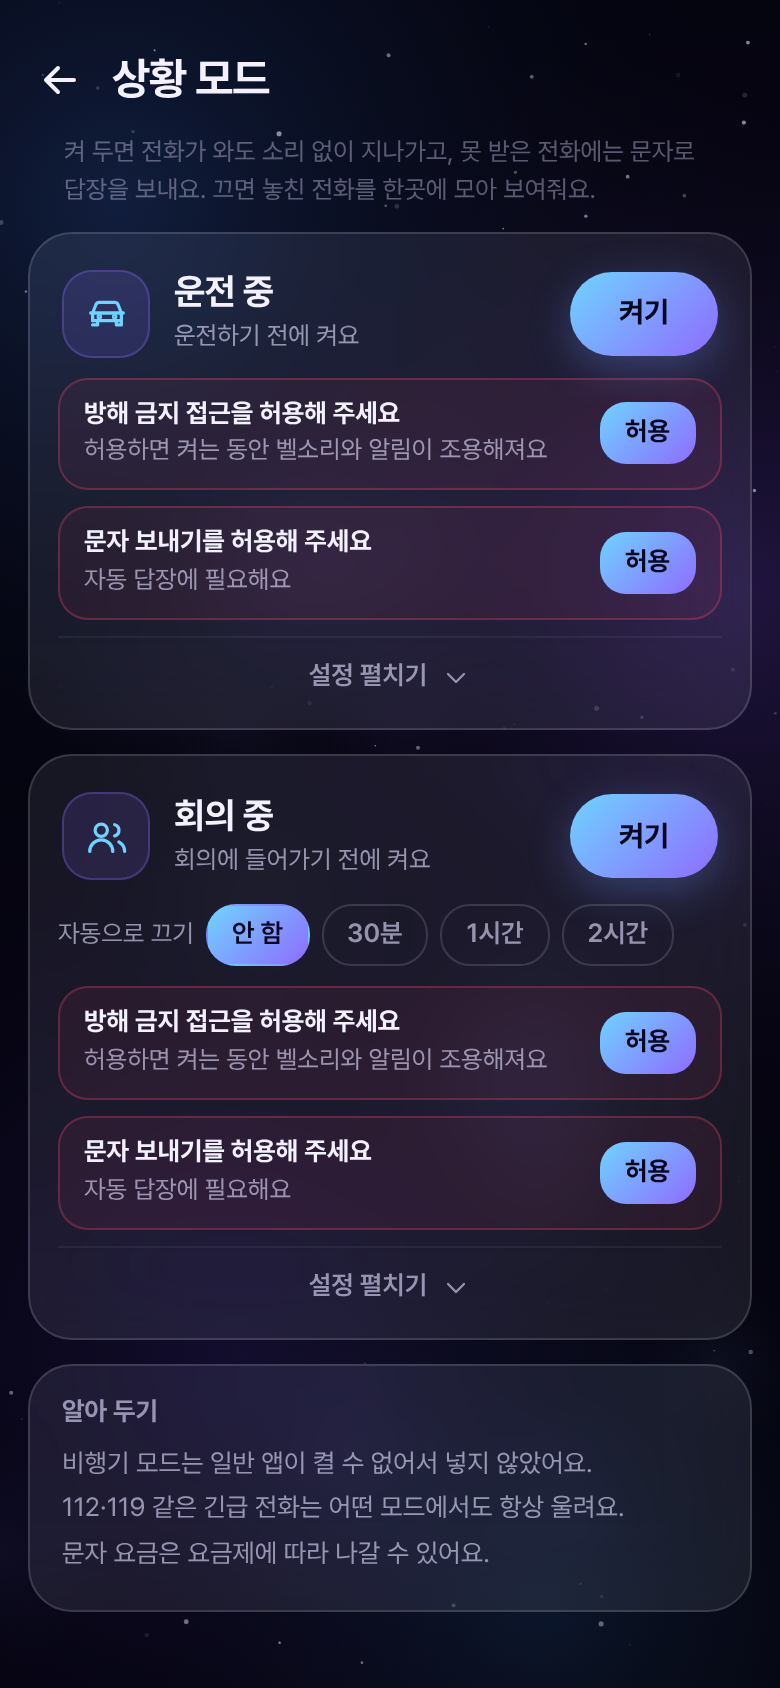 상황 모드
켜 두면 전화가 와도 소리 없이 지나가고, 못 받은 전화에는 문자로
답장을 보내요. 끄면 놓친 전화를 한곳에 모아 보여줘요.
운전 중
운전하기 전에 켜요
켜기
방해 금지 접근을 허용해 주세요
허용하면 켜는 동안 벨소리와 알림이 조용해져요
허용
문자 보내기를 허용해 주세요
자동 답장에 필요해요
허용
설정 펼치기
회의 중
회의에 들어가기 전에 켜요
켜기
자동으로 끄기 안 함 30분 1시간 2시간
방해 금지 접근을 허용해 주세요
허용하면 켜는 동안 벨소리와 알림이 조용해져요
허용
문자 보내기를 허용해 주세요
자동 답장에 필요해요
허용
설정 펼치기
알아 두기
비행기 모드는 일반 앱이 켤 수 없어서 넣지 않았어요.
112·119 같은 긴급 전화는 어떤 모드에서도 항상 울려요.
문자 요금은 요금제에 따라 나갈 수 있어요.